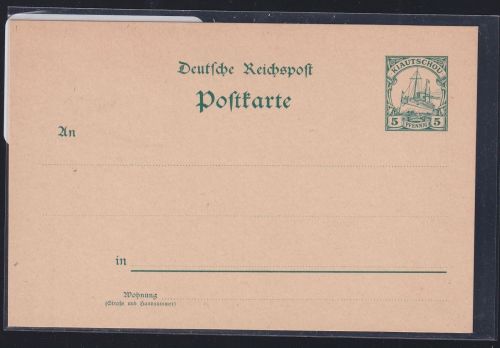 Deutsche Reichspost
KIAUTSCHOU
Postkarte
5 PFENNIG 5
An
in
Wohnung
(Straße und Hausnummer)